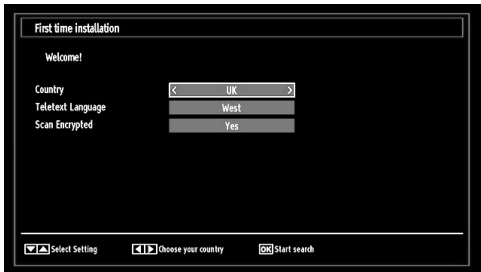 First time installation
Welcome!
Country < UK >
Teletext Language West
Scan Encrypted Yes
Select Setting Choose your country OK Start search